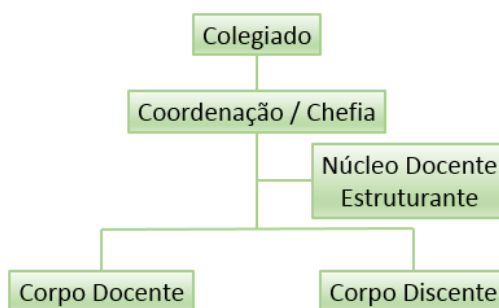 Colegiado
Coordenação / Chefia
Núcleo Docente
Estruturante
Corpo Docente
Corpo Discente